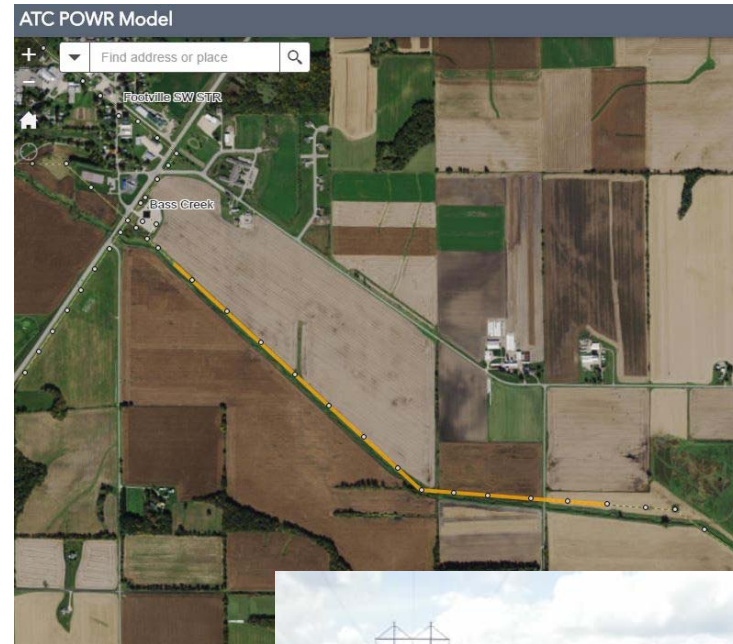 ATC POWR Model
+
Find address or place
−
Footville SW STR
Bass Creek